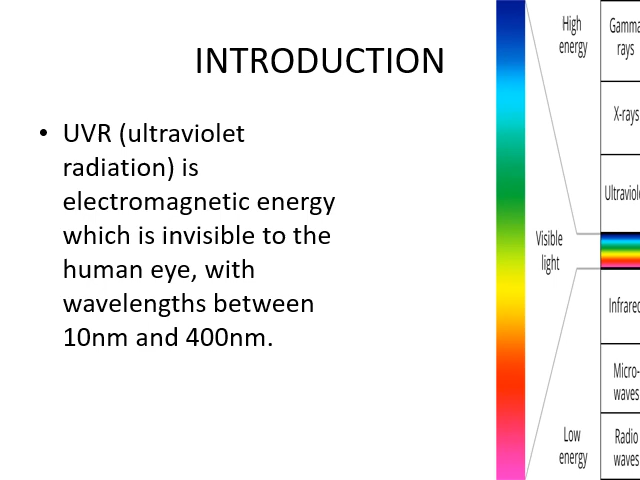 INTRODUCTION
• UVR (ultraviolet
radiation) is
electromagnetic energy
which is invisible to the
human eye, with
wavelengths between
10nm and 400nm.
High
energy
Visible
light
Low
energy
Gamma
rays
X-rays
Ultraviole
Infrared
Micro-
waves
Radio
waves